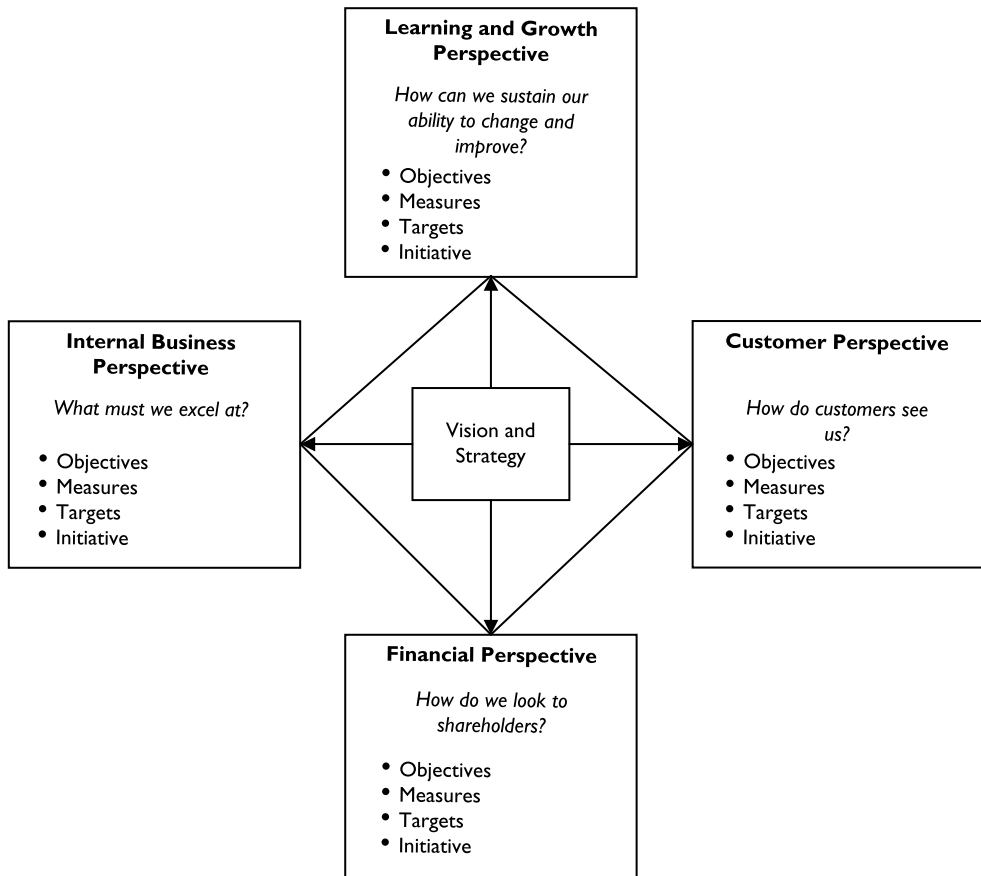 Learning and Growth
Perspective
How can we sustain our
ability to change and
improve?
• Objectives
• Measures
• Targets
• Initiative
Internal Business
Perspective
What must we excel at?
• Objectives
• Measures
• Targets
• Initiative
Vision and
Strategy
Customer Perspective
How do customers see
us?
• Objectives
• Measures
• Targets
• Initiative
Financial Perspective
How do we look to
shareholders?
• Objectives
• Measures
• Targets
• Initiative